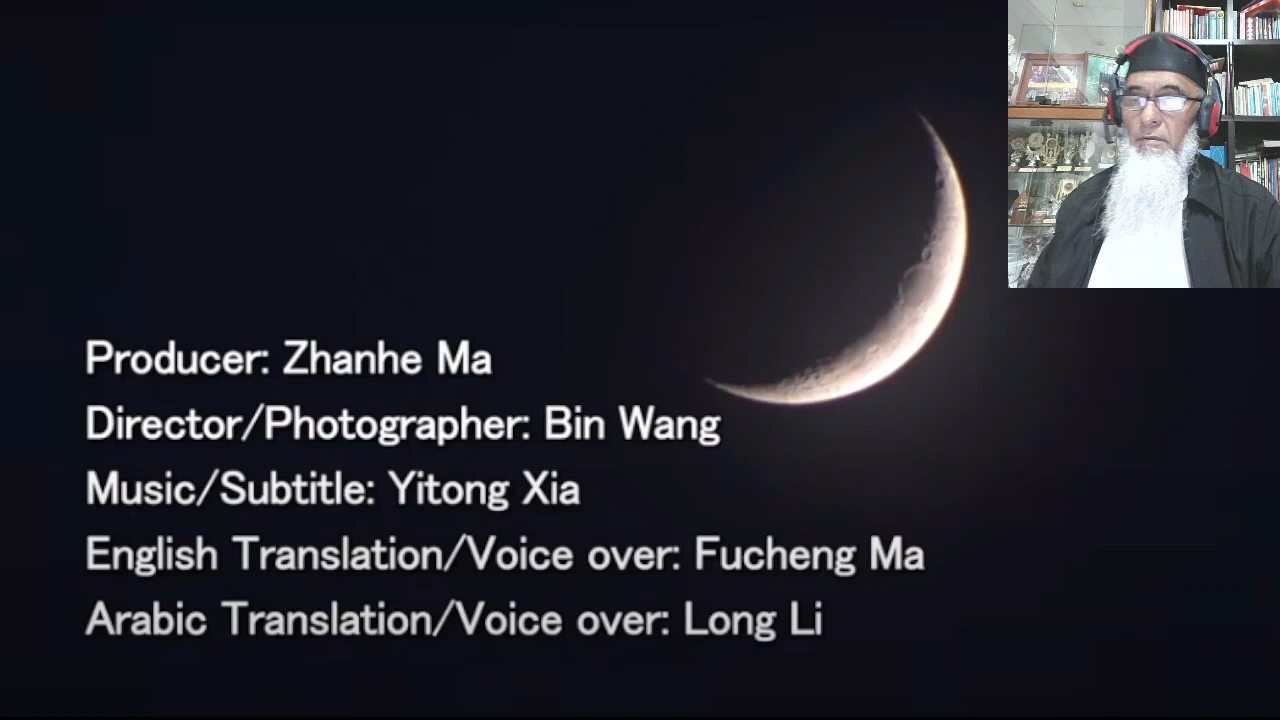 Producer: Zhanhe Ma
Director/Photographer: Bin Wang
Music/Subtitle: Yitong Xia
English Translation/Voice over: Fucheng Ma
Arabic Translation/Voice over: Long Li